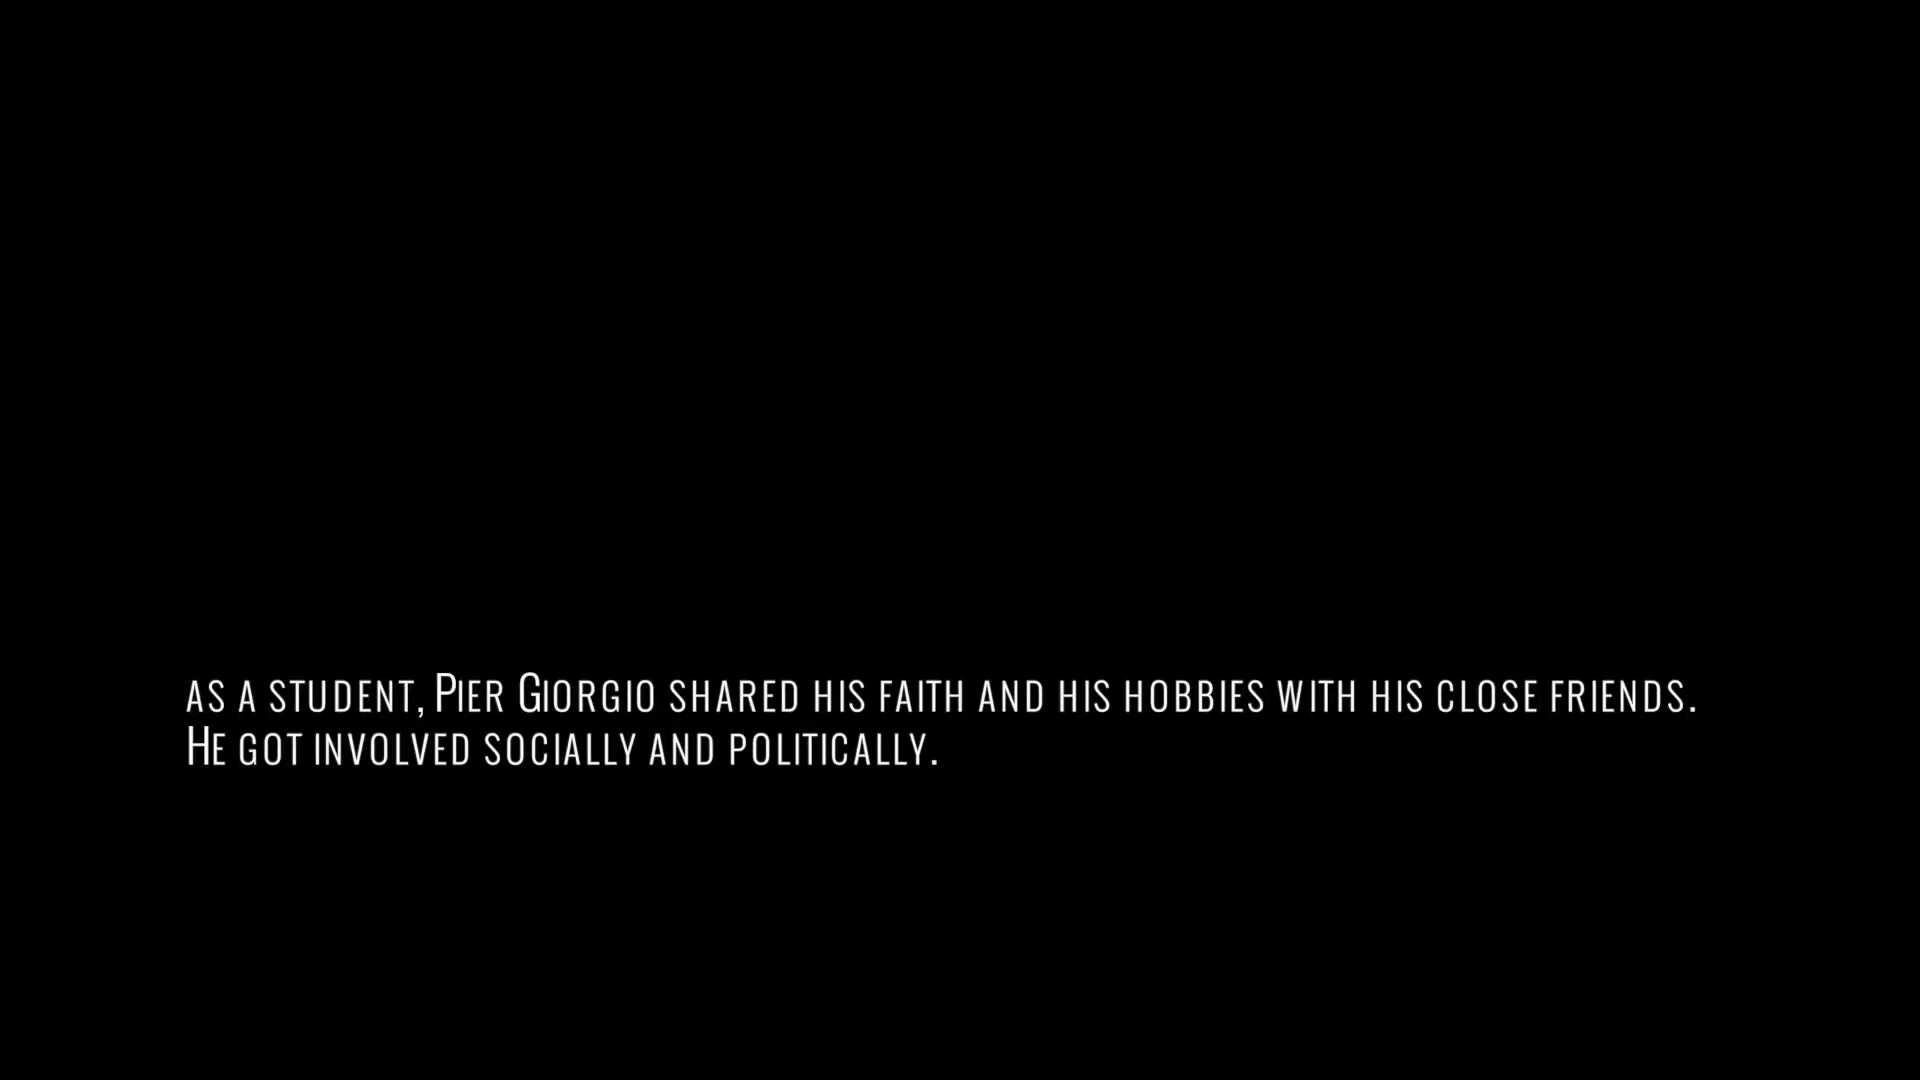 AS A STUDENT, PIER GIORGIO SHARED HIS FAITH AND HIS HOBBIES WITH HIS CLOSE FRIENDS.
HE GOT INVOLVED SOCIALLY AND POLITICALLY.